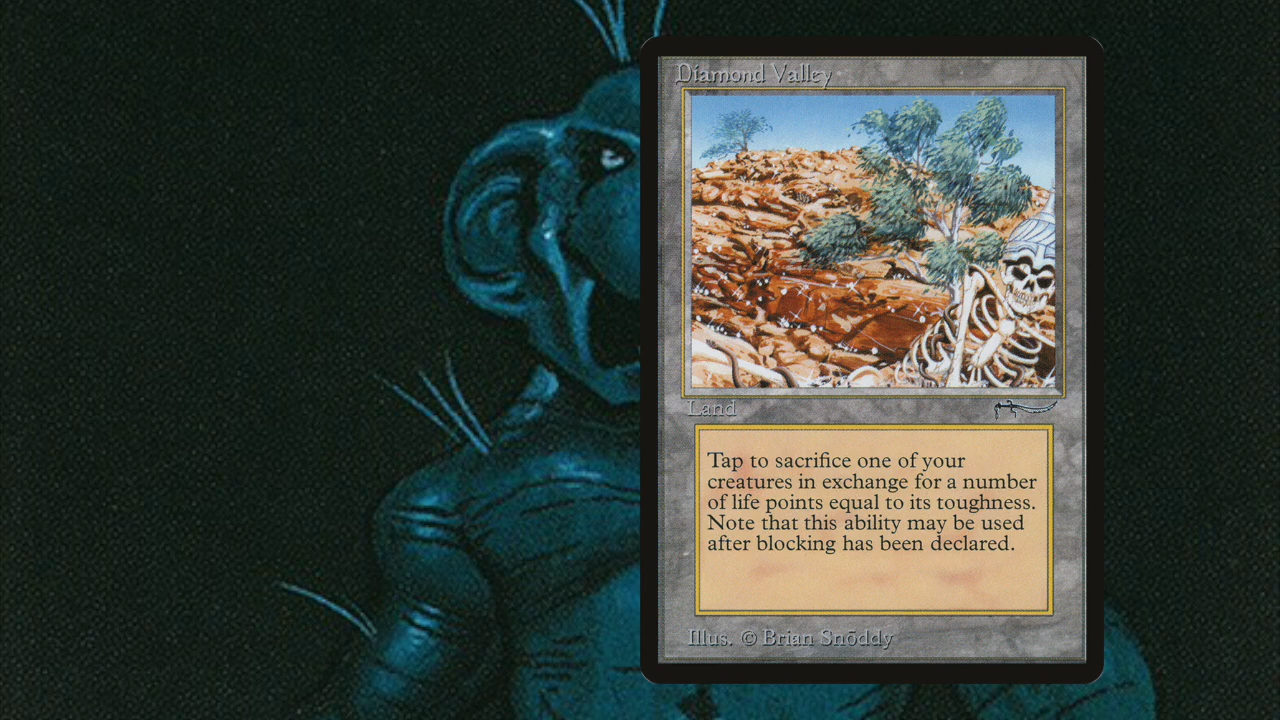 Diamond Valley
Land
Tap to sacrifice one of your
creatures in exchange for a number
of life points equal to its toughness.
Note that this ability may be used
after blocking has been declared.
Illus. © Brian Snōddy